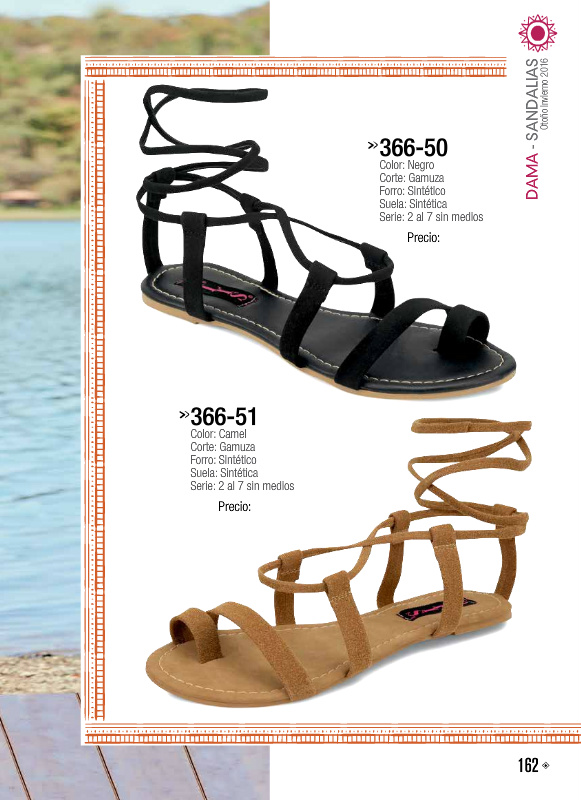 DAMA - SANDALIAS
Otoño Invierno 2016
366-50
Color: Negro
Corte: Gamuza
Forro: Sintético
Suela: Sintética
Serie: 2 al 7 sin medios
Precio:
366-51
Color: Camel
Corte: Gamuza
Forro: Sintético
Suela: Sintética
Serie: 2 al 7 sin medios
Precio:
162